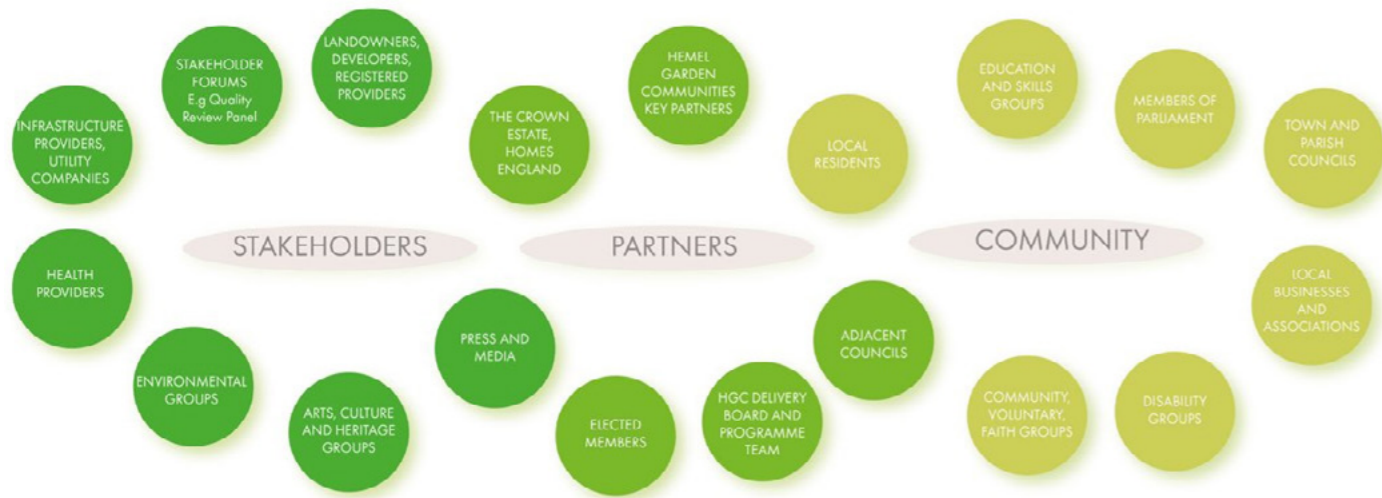 INFRASTRUCTURE
PROVIDERS,
UTILITY
COMPANIES
STAKEHOLDER
FORUMS
E.g Quality
Review Panel
LANDOWNERS,
DEVELOPERS,
REGISTERED
PROVIDERS
THE CROWN
ESTATE,
HOMES
ENGLAND
HEMEL
GARDEN
COMMUNITIES
KEY PARTNERS
LOCAL
RESIDENTS
EDUCATION
AND SKILLS
GROUPS
MEMBERS OF
PARLIAMENT
TOWN AND
PARISH
COUNCILS
STAKEHOLDERS
PARTNERS
COMMUNITY
HEALTH
PROVIDERS
ENVIRONMENTAL
GROUPS
ARTS, CULTURE
AND HERITAGE
GROUPS
PRESS AND
MEDIA
ELECTED
MEMBERS
HGC DELIVERY
BOARD AND
PROGRAMME
TEAM
ADJACENT
COUNCILS
COMMUNITY,
VOLUNTARY,
FAITH GROUPS
DISABILITY
GROUPS
LOCAL
BUSINESSES
AND
ASSOCIATIONS